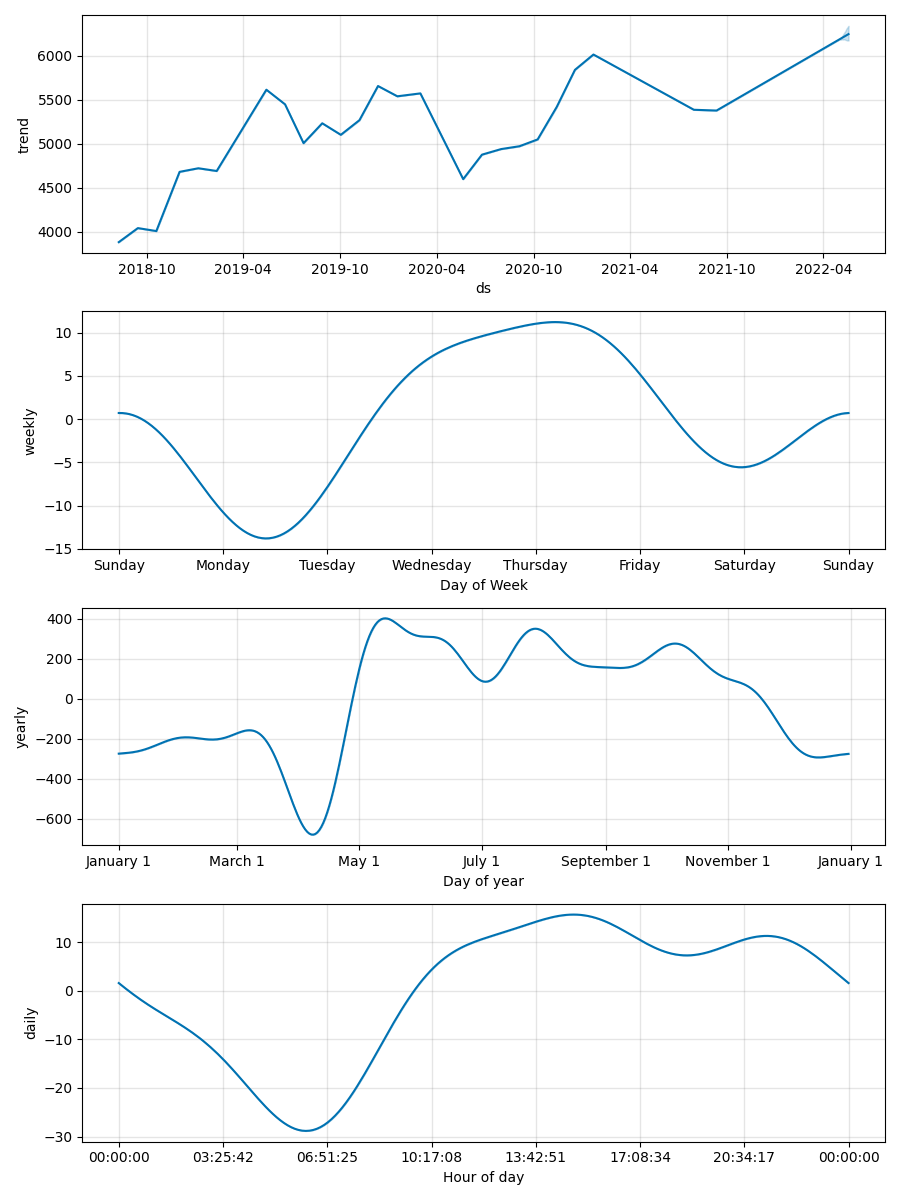 6000
5500
5000
4500
4000
trend
2018-10 2019-04 2019-10 2020-04 2020-10 2021-04 2021-10 2022-04
ds
10
5
0
−5
−10
−15
weekly
Sunday Monday Tuesday Wednesday Thursday Friday Saturday Sunday
Day of Week
400
200
0
−200
−400
−600
yearly
January 1 March 1 May 1 July 1 September 1 November 1 January 1
Day of year
10
0
−10
−20
−30
daily
00:00:00 03:25:42 06:51:25 10:17:08 13:42:51 17:08:34 20:34:17 00:00:00
Hour of day